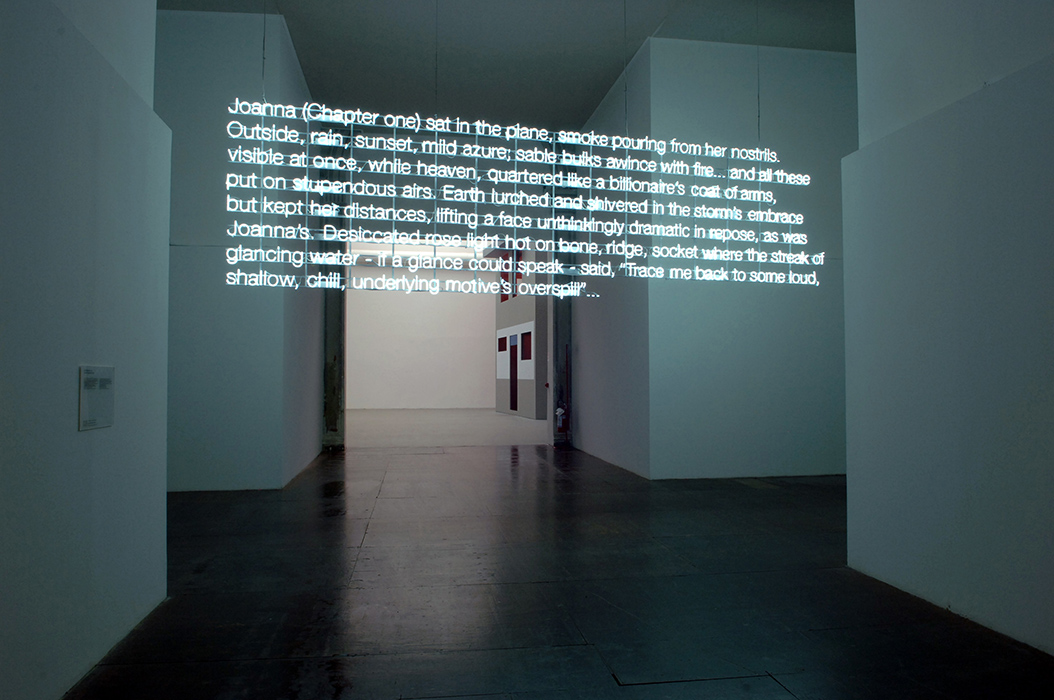 Joanna (Chapter one) sat in the plane, smoke pouring from her nostrils.
Outside, rain, sunset, mild azure; sable bulks awince with fire... and all these
visible at once, while heaven, quartered like a billionaire's coat of arms,
put on stupendous airs. Earth lurched and shivered in the storm's embrace
but kept her distances, lifting a face unthinkingly dramatic in repose, as was
Joanna's. Desiccated rose light hot on bone, ridge, socket where the streak of
glancing water - if a glance could speak - said, "Trace me back to some loud,
shallow, chill, underlying motive's overspill"...